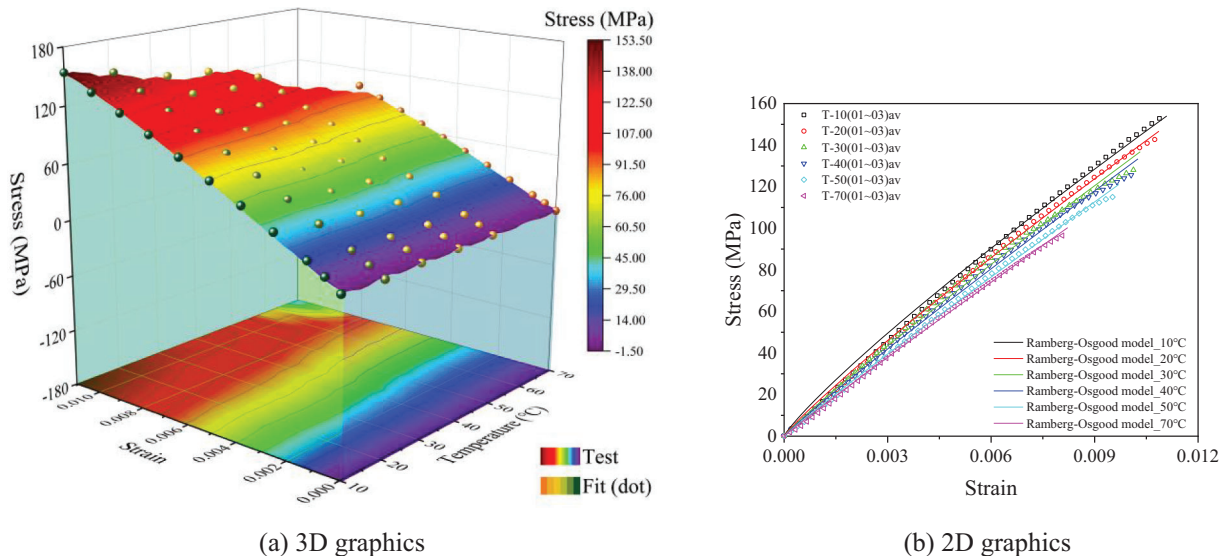 Stress (MPa)
153.50
138.00
122.50
107.00
91.50
76.00
60.50
45.00
29.50
14.00
-1.50
180
120
60
0
-60
-120
-180
Stress (MPa)
0.010
0.008
0.006
0.004
0.002
0.000
Strain
10
20
30
40
50
60
70
Temperature (°C)
Test
Fit (dot)
(a) 3D graphics
160
140
120
100
80
60
40
20
0
Stress (MPa)
T-10(01~03)av
T-20(01~03)av
T-30(01~03)av
T-40(01~03)av
T-50(01~03)av
T-70(01~03)av
Ramberg-Osgood model_10°C
Ramberg-Osgood model_20°C
Ramberg-Osgood model_30°C
Ramberg-Osgood model_40°C
Ramberg-Osgood model_50°C
Ramberg-Osgood model_70°C
0.000 0.003 0.006 0.009 0.012
Strain
(b) 2D graphics